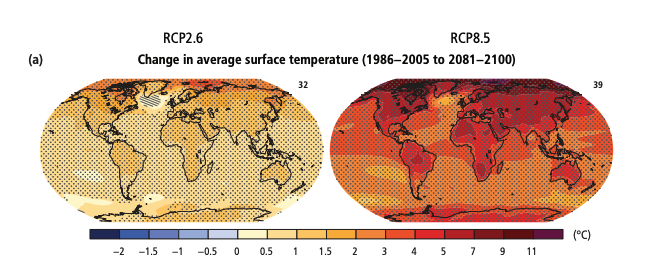 RCP2.6 RCP8.5
(a) Change in average surface temperature (1986–2005 to 2081–2100)
32 39
−2 −1.5 −1 −0.5 0 0.5 1 1.5 2 3 4 5 7 9 11 (°C)